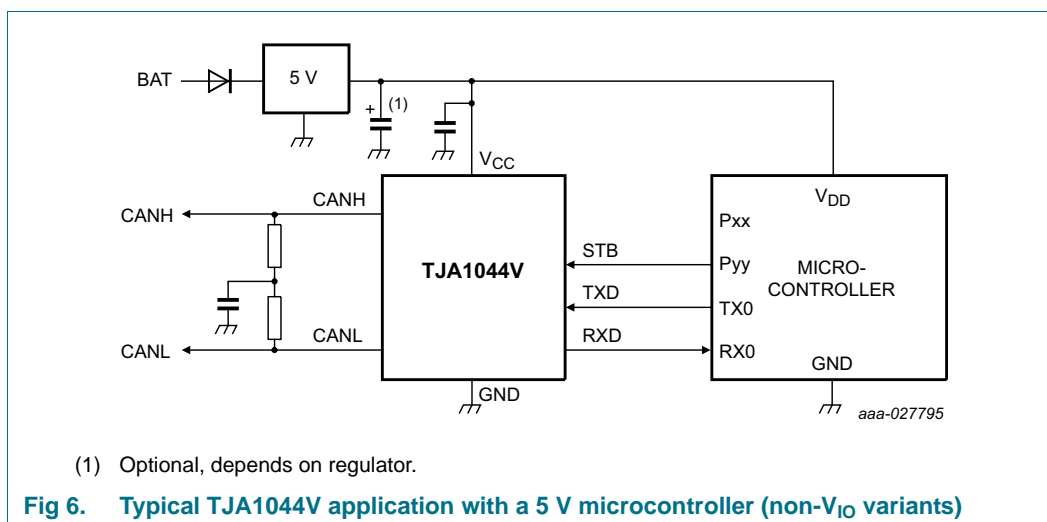 BAT
5 V
+ (1)
VCC
CANH
CANH
TJA1044V
CANL
CANL
GND
STB
TXD
RXD
VDD
Pxx
Pyy
TX0
RX0
MICRO-
CONTROLLER
GND
aaa-027795
(1) Optional, depends on regulator.
Fig 6. Typical TJA1044V application with a 5 V microcontroller (non-VIO variants)